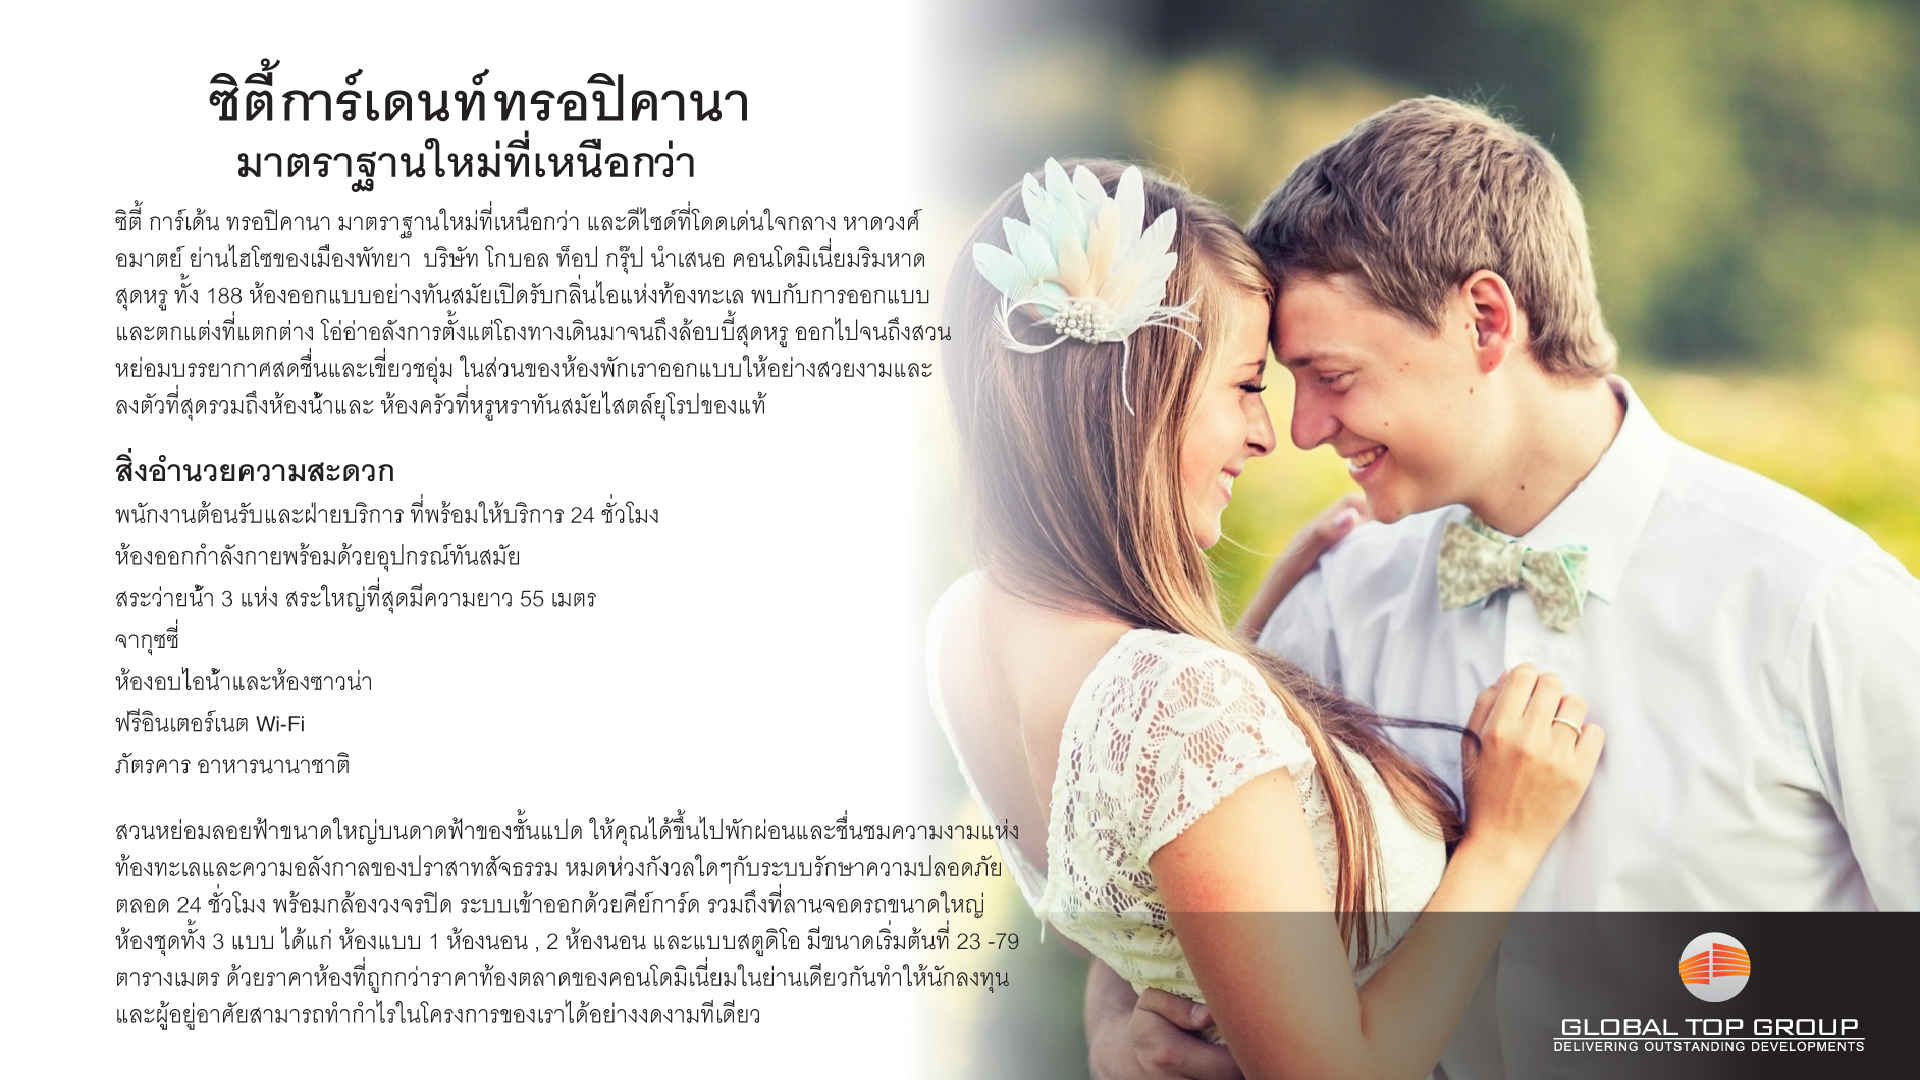 ซิตี้การ์เดนท์ทรอปิคานา
มาตราฐานใหม่ที่เหนือกว่า
ซิตี้ การ์เด้น ทรอปิคานา มาตราฐานใหม่ที่เหนือกว่า และดีไซด์ที่โดดเด่นใจกลาง หาดวงศ์
อมาตย์ ย่านไฮโซของเมืองพัทยา บริษัท โกบอล ท็อป กรุ๊ป นำเสนอ คอนโดมิเนี่ยมริมหาด
สุดหรู ทั้ง 188 ห้องออกแบบอย่างทันสมัยเปิดรับกลิ่นไอแห่งท้องทะเล พบกับการออกแบบ
และตกแต่งที่แตกต่าง โอ่อ่าอลังการตั้งแต่โถงทางเดินมาจนถึงล้อบบี้สุดหรู ออกไปจนถึงสวน
หย่อมบรรยากาศสดชื่นและเขี่ยวชอุ่ม ในส่วนของห้องพักเราออกแบบให้อย่างสวยงามและ
ลงตัวที่สุดรวมถึงห้องน้ำและ ห้องครัวที่หรูหราทันสมัยไสตล์ยุโรปของแท้
สิ่งอำนวยความสะดวก
พนักงานต้อนรับและฝ่ายบริการ ที่พร้อมให้บริการ 24 ชั่วโมง
ห้องออกกำลังกายพร้อมด้วยอุปกรณ์ทันสมัย
สระว่ายน้ำ 3 แห่ง สระใหญ่ที่สุดมีความยาว 55 เมตร
จากุซซี่
ห้องอบไอน้ำและห้องซาวน่า
ฟรีอินเตอร์เนต Wi-Fi
ภัตรคาร อาหารนานาชาติ
สวนหย่อมลอยฟ้าขนาดใหญ่บนดาดฟ้าของชั้นแปด ให้คุณได้ขึ้นไปพักผ่อนและชื่นชมความงามแห่ง
ท้องทะเลและความอลังกาลของปราสาทสัจธรรม หมดห่วงกังวลใดๆกับระบบรักษาความปลอดภัย
ตลอด 24 ชั่วโมง พร้อมกล้องวงจรปิด ระบบเข้าออกด้วยคีย์การ์ด รวมถึงที่ลานจอดรถขนาดใหญ่
ห้องชุดทั้ง 3 แบบ ได้แก่ ห้องแบบ 1 ห้องนอน , 2 ห้องนอน และแบบสตูดิโอ มีขนาดเริ่มต้นที่ 23 -79
ตารางเมตร ด้วยราคาห้องที่ถูกกว่าราคาท้องตลาดของคอนโดมิเนี่ยมในย่านเดียวกันทำให้นักลงทุน
และผู้อยู่อาศัยสามารถทำกำไรในโครงการของเราได้อย่างงดงามทีเดียว
GLOBAL TOP GROUP
DELIVERING OUTSTANDING DEVELOPMENTS